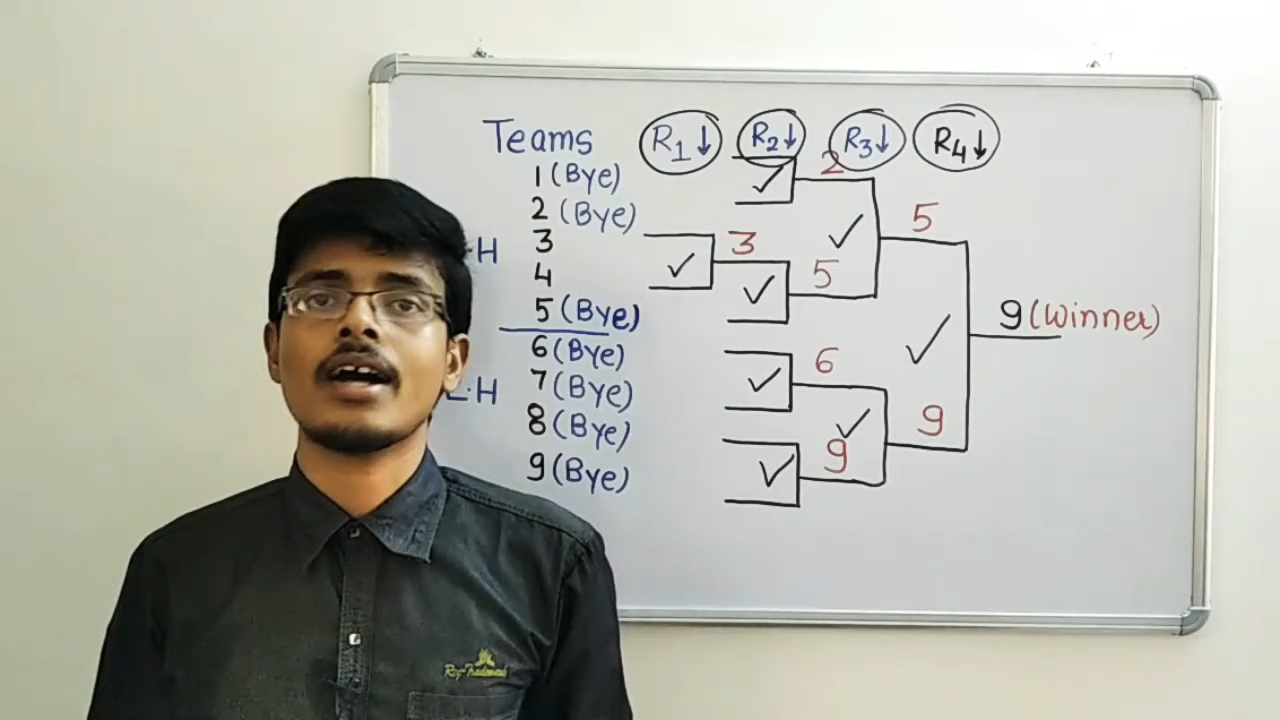 Teams R1↓ R2↓ R3↓ R4↓
1 (Bye)
2 (Bye)
H 3
4
5 (Bye)
6 (Bye)
L·H 7 (Bye)
8 (Bye)
9 (Bye)
2
3
5
6
9
5
9
9 (Winner)